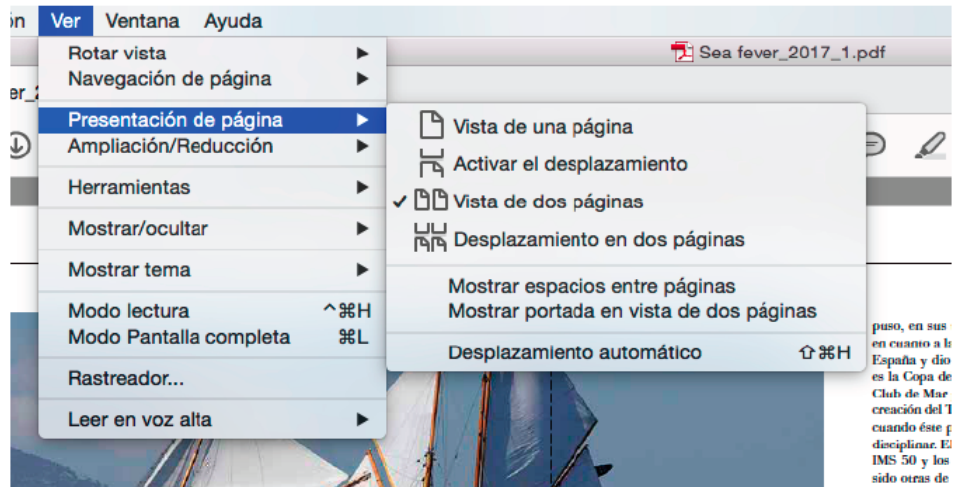 ón Ver Ventana Ayuda
Sea fever_2017_1.pdf
er_2
Rotar vista
Navegación de página
Presentación de página
Ampliación/Reducción
Herramientas
Mostrar/ocultar
Mostrar tema
Modo lectura ^⌘H
Modo Pantalla completa ⌘L
Rastreador...
Leer en voz alta
Vista de una página
Activar el desplazamiento
✓ Vista de dos páginas
Desplazamiento en dos páginas
Mostrar espacios entre páginas
Mostrar portada en vista de dos páginas
Desplazamiento automático ⇧⌘H
puso, en sus
en cuanto a la
España y dio
es la Copa de
Club de Mar
creación del T
cuando éste p
disciplinar. El
IMS 50 y los
sido otras de